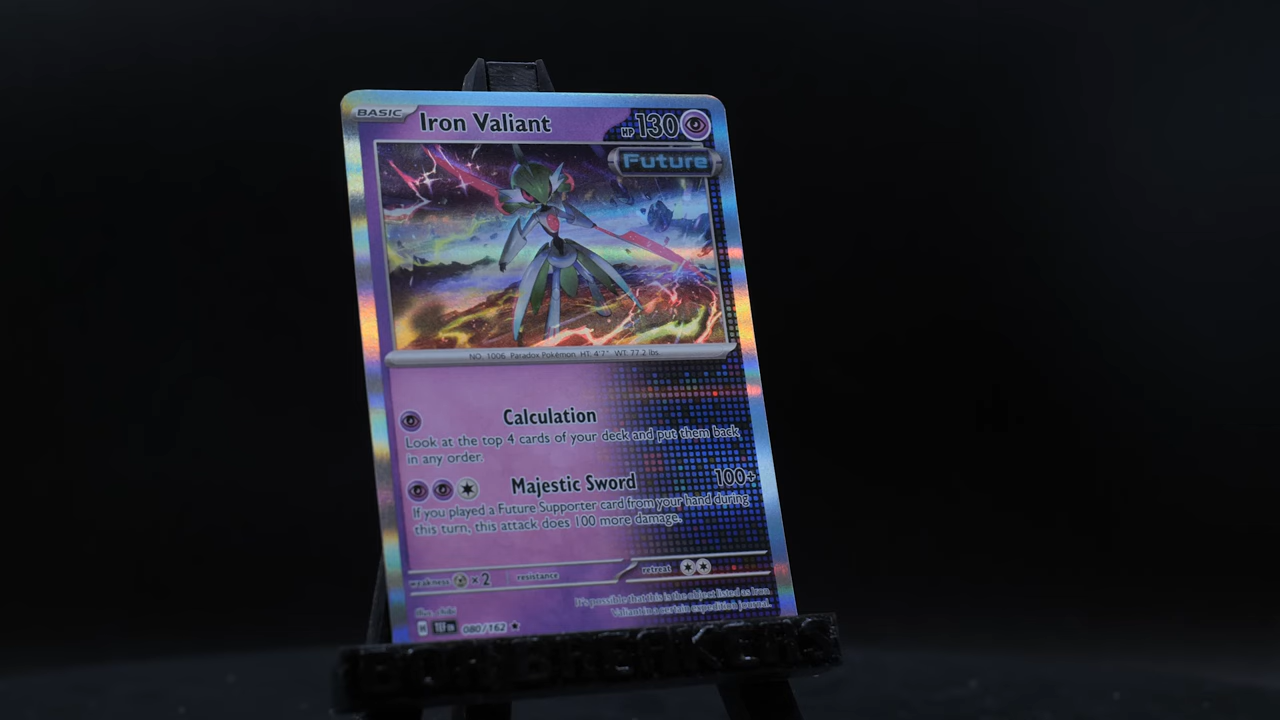 BASIC
Iron Valiant
HP 130
Future
NO. 1006 Paradox Pokémon HT: 4'7" WT: 77.2 lbs.
Calculation
Look at the top 4 cards of your deck and put them back
in any order.
Majestic Sword 100+
If you played a Future Supporter card from your hand during
this turn, this attack does 100 more damage.
weakness ×2 resistance retreat
It's possible that this is the object listed as Iron
Valiant in a certain expedition journal.
Illus. chibi
TEF EN 080/162